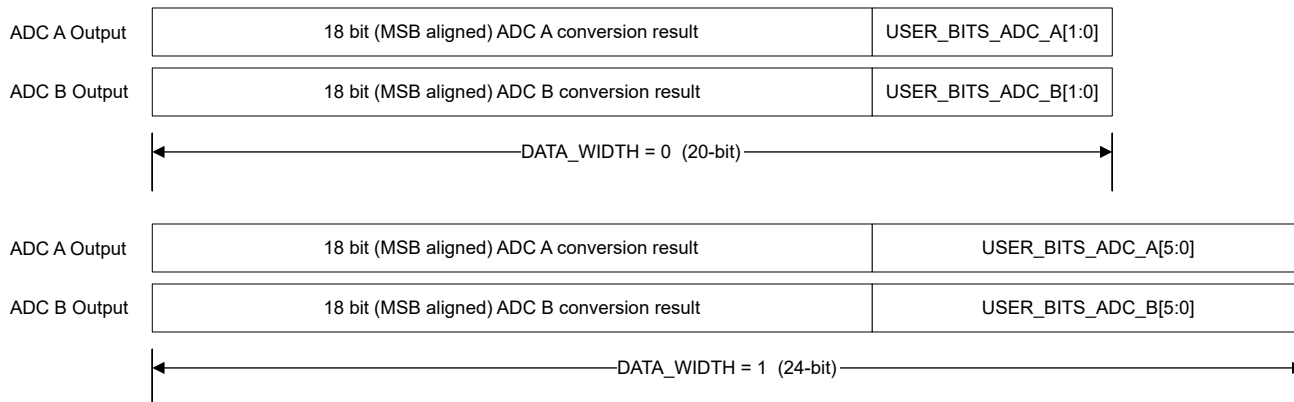 ADC A Output 18 bit (MSB aligned) ADC A conversion result USER_BITS_ADC_A[1:0]
ADC B Output 18 bit (MSB aligned) ADC B conversion result USER_BITS_ADC_B[1:0]
DATA_WIDTH = 0 (20-bit)
ADC A Output 18 bit (MSB aligned) ADC A conversion result USER_BITS_ADC_A[5:0]
ADC B Output 18 bit (MSB aligned) ADC B conversion result USER_BITS_ADC_B[5:0]
DATA_WIDTH = 1 (24-bit)